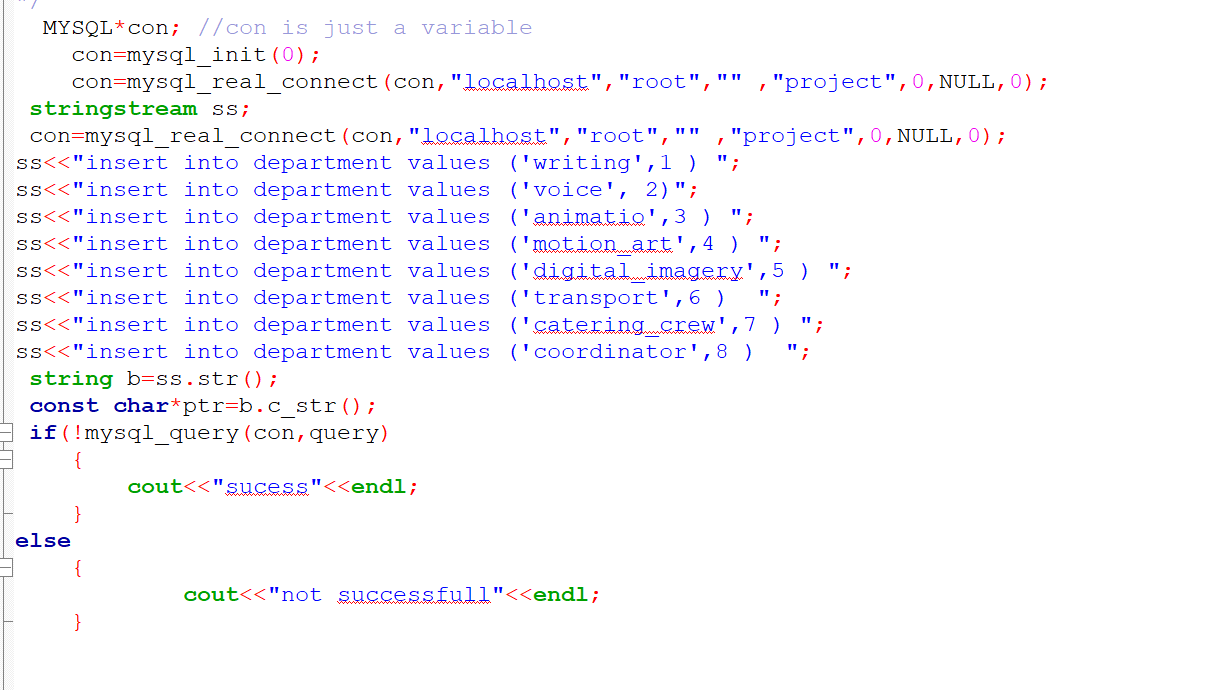 */
MYSQL*con; //con is just a variable
con=mysql_init(0);
con=mysql_real_connect(con,"localhost","root","" ,"project",0,NULL,0);
stringstream ss;
con=mysql_real_connect(con,"localhost","root","" ,"project",0,NULL,0);
ss<<"insert into department values ('writing',1 ) ";
ss<<"insert into department values ('voice', 2)";
ss<<"insert into department values ('animatio',3 ) ";
ss<<"insert into department values ('motion_art',4 ) ";
ss<<"insert into department values ('digital_imagery',5 ) ";
ss<<"insert into department values ('transport',6 )  ";
ss<<"insert into department values ('catering_crew',7 ) ";
ss<<"insert into department values ('coordinator',8 )  ";
string b=ss.str();
const char*ptr=b.c_str();
if(!mysql_query(con,query)
{
cout<<"sucess"<<endl;
}
else
{
cout<<"not successfull"<<endl;
}